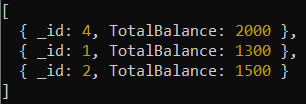 [
  { _id: 4, TotalBalance: 2000 },
  { _id: 1, TotalBalance: 1300 },
  { _id: 2, TotalBalance: 1500 }
]